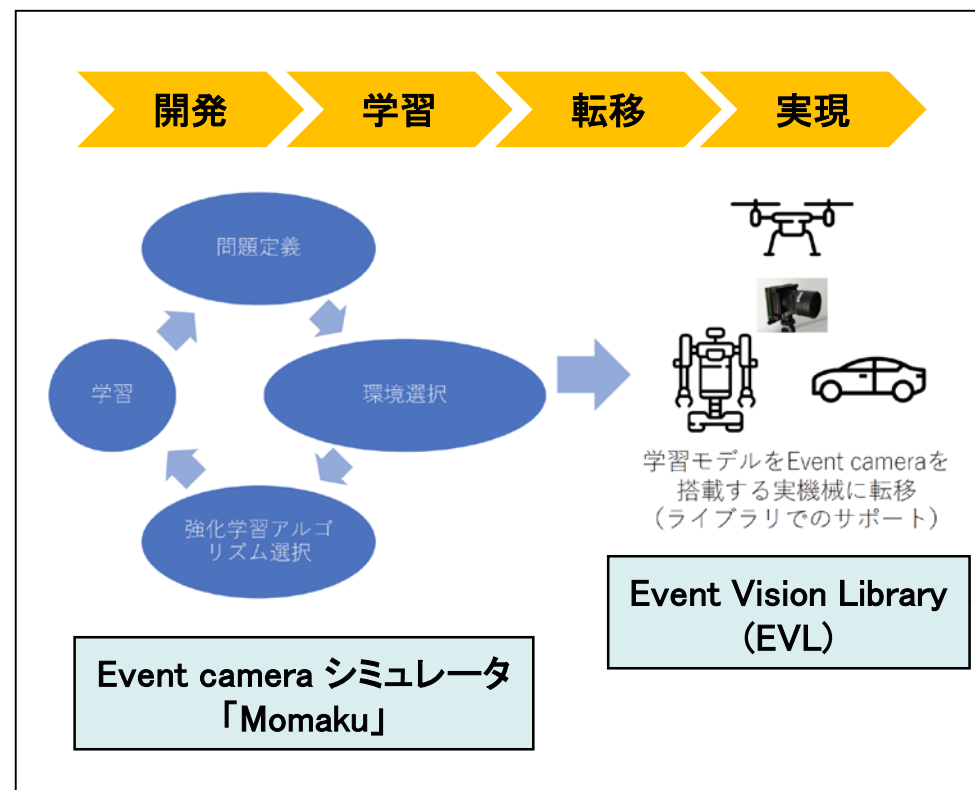 開発
学習
転移
実現
問題定義
環境選択
学習
強化学習アルゴ
リズム選択
学習モデルをEvent cameraを
搭載する実機械に転移
（ライブラリでのサポート）
Event Vision Library
(EVL)
Event camera シミュレータ
「Momaku」